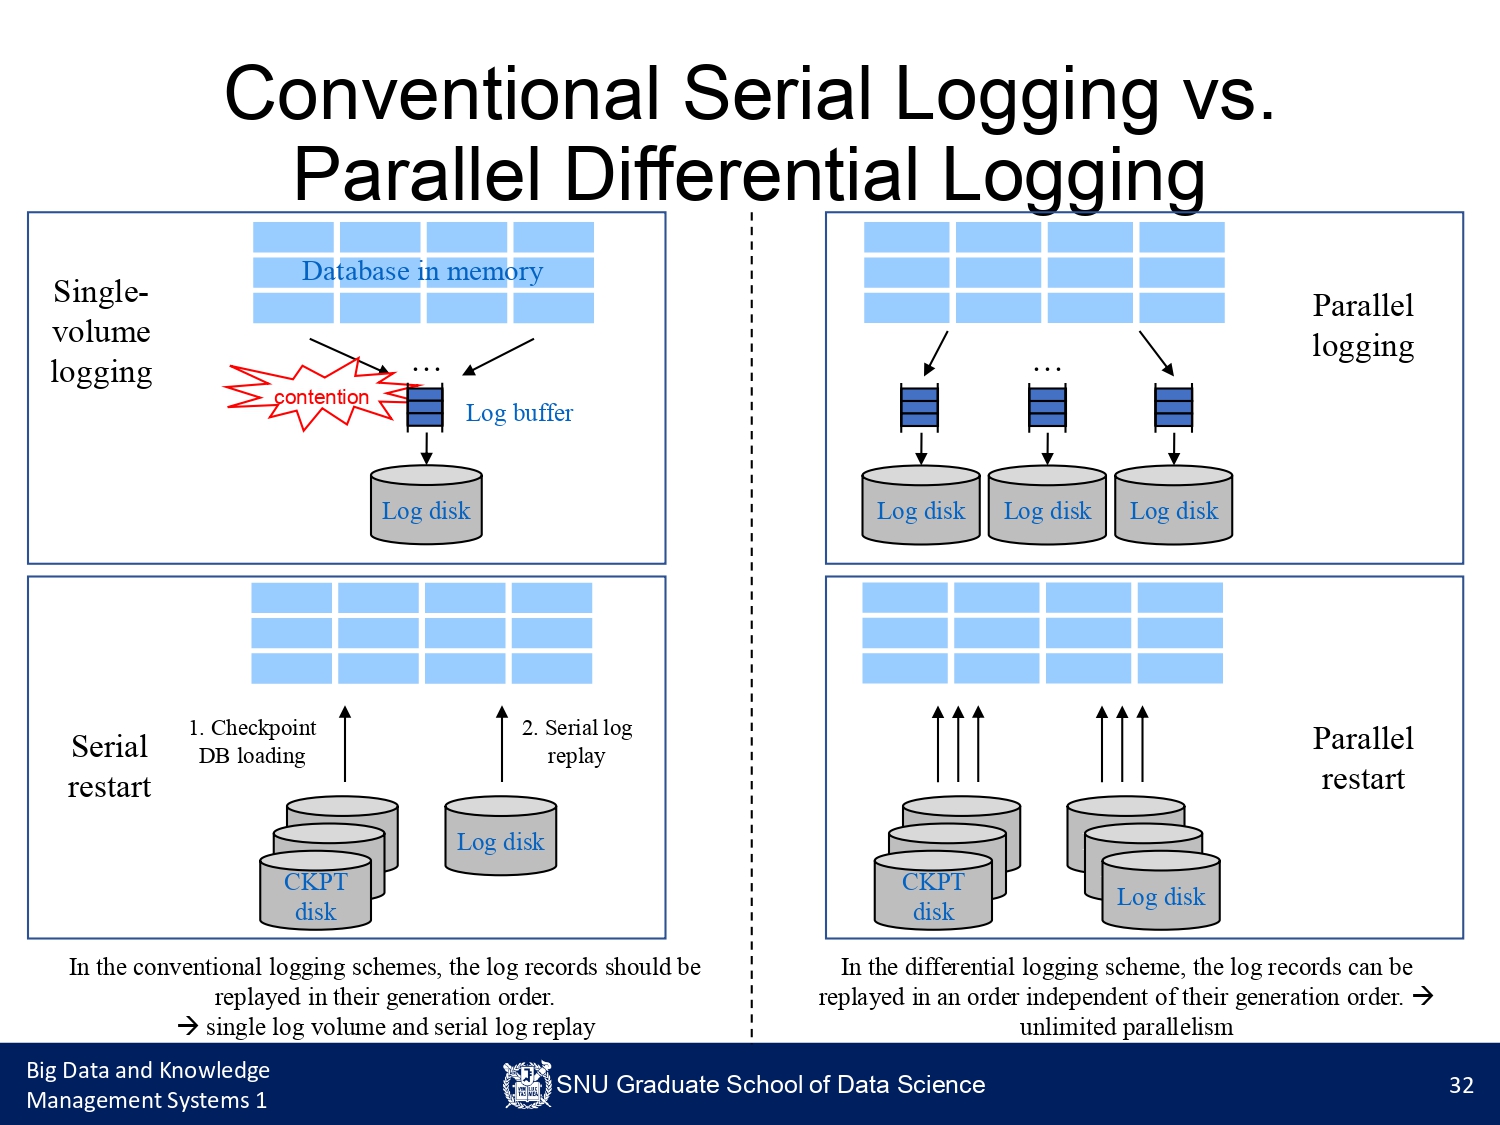 Conventional Serial Logging vs.
Parallel Differential Logging
Single-
volume
logging
Database in memory
...
contention
Log buffer
Log disk
Parallel
logging
...
Log disk
Log disk
Log disk
Serial
restart
1. Checkpoint
DB loading
2. Serial log
replay
CKPT
disk
Log disk
Parallel
restart
CKPT
disk
Log disk
In the conventional logging schemes, the log records should be
replayed in their generation order.
→ single log volume and serial log replay
In the differential logging scheme, the log records can be
replayed in an order independent of their generation order. →
unlimited parallelism
Big Data and Knowledge
Management Systems 1
SNU Graduate School of Data Science
32